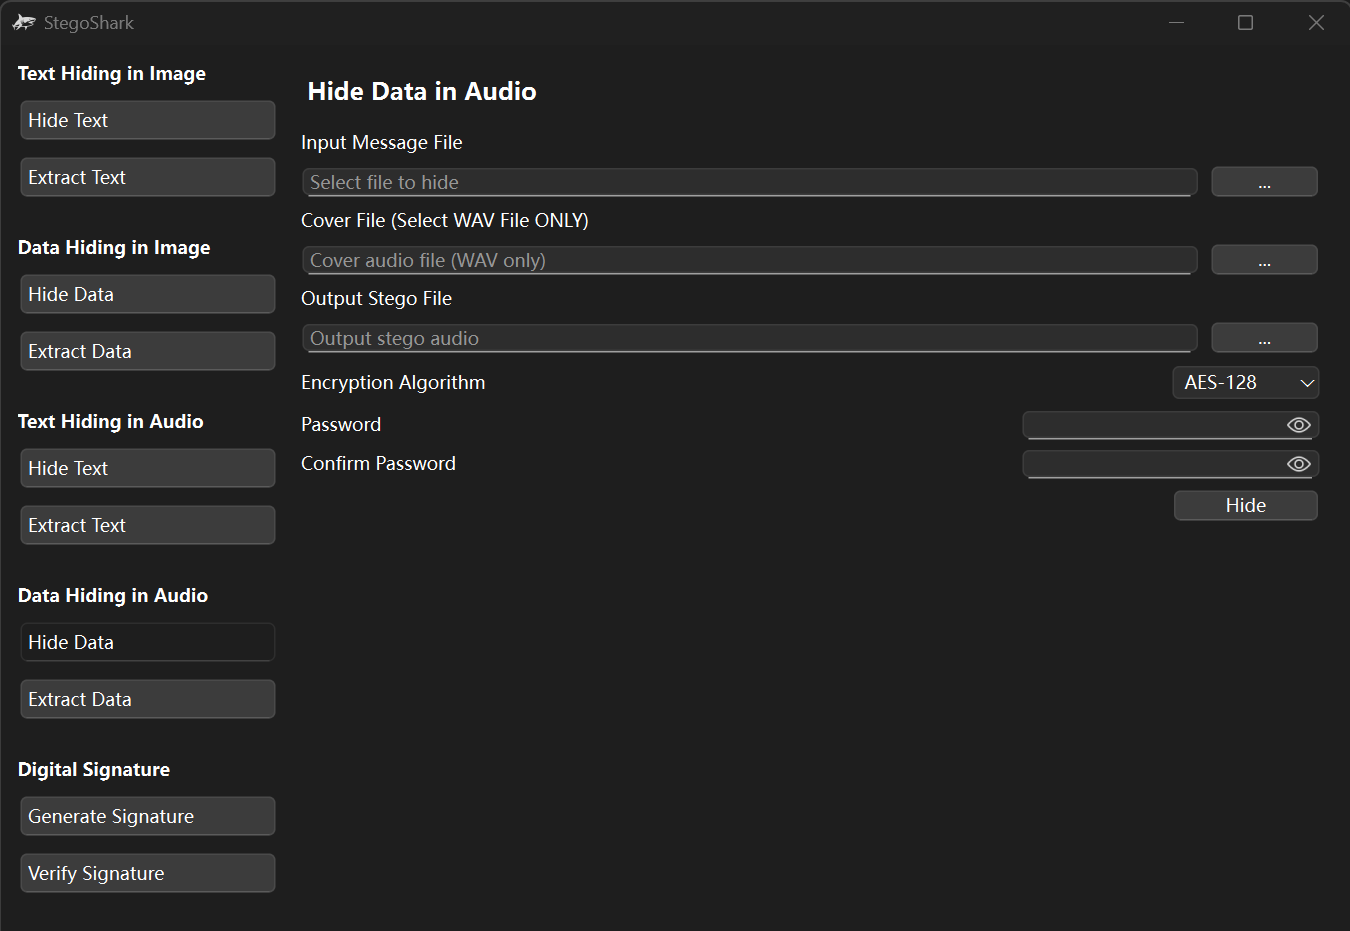 StegoShark
Text Hiding in Image
Hide Text
Extract Text
Data Hiding in Image
Hide Data
Extract Data
Text Hiding in Audio
Hide Text
Extract Text
Data Hiding in Audio
Hide Data
Extract Data
Digital Signature
Generate Signature
Verify Signature
Hide Data in Audio
Input Message File
Select file to hide
...
Cover File (Select WAV File ONLY)
Cover audio file (WAV only)
...
Output Stego File
Output stego audio
...
Encryption Algorithm
AES-128
Password
Confirm Password
Hide